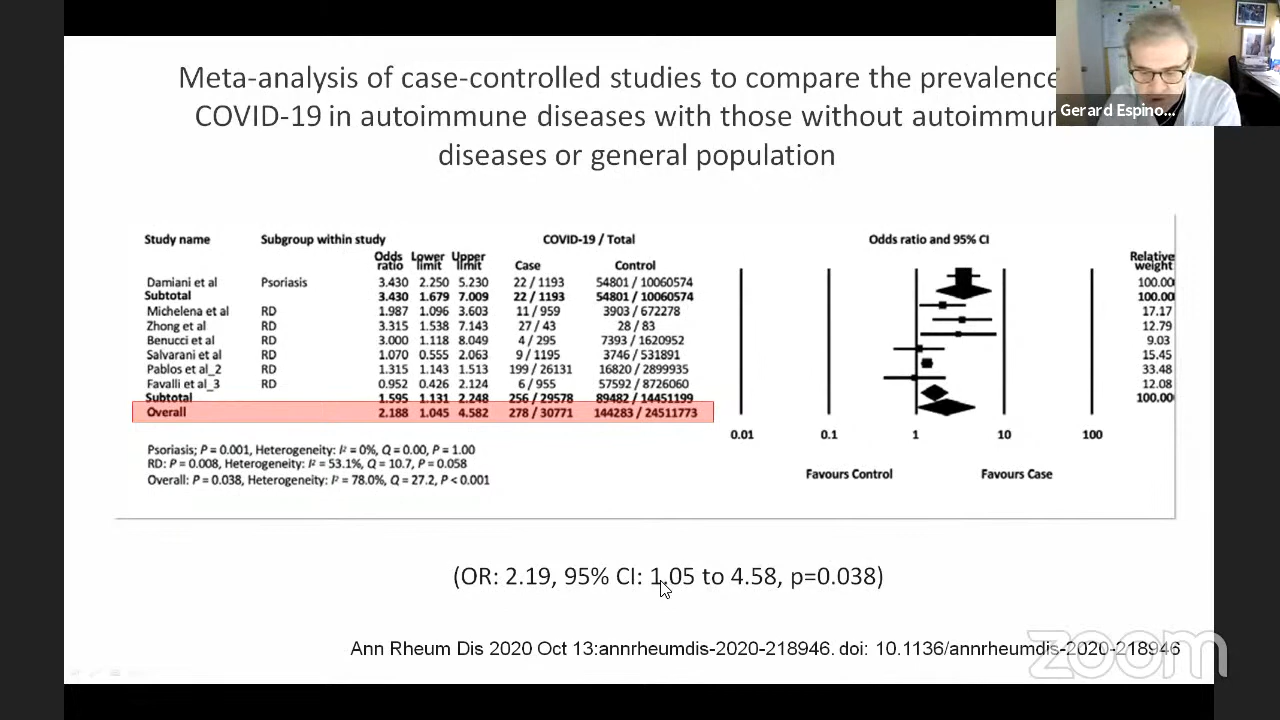 Meta-analysis of case-controlled studies to compare the prevalence
COVID-19 in autoimmune diseases with those without autoimmun
diseases or general population
Gerard Espino...
Study name Subgroup within study COVID-19 / Total Odds ratio and 95% CI
Odds ratio Lower limit Upper limit Case Control Relative weight
Damiani et al Psoriasis 3.430 2.250 5.230 22 / 1193 54801 / 10060574 100.00
Subtotal 3.430 1.679 7.009 22 / 1193 54801 / 10060574 100.00
Michelena et al RD 1.987 1.096 3.603 11 / 959 3903 / 672278 17.17
Zhong et al RD 3.315 1.538 7.143 27 / 43 28 / 83 12.79
Benucci et al RD 3.000 1.118 8.049 4 / 295 7393 / 1620952 9.03
Salvarani et al RD 1.070 0.555 2.063 9 / 1195 3746 / 531891 15.45
Pablos et al_2 RD 1.315 1.143 1.513 199 / 26131 16820 / 2899935 33.48
Favalli et al_3 RD 0.952 0.426 2.124 6 / 955 57592 / 8726060 12.08
Subtotal 1.595 1.131 2.248 256 / 29578 89482 / 14451199 100.00
Overall 2.188 1.045 4.582 278 / 30771 144283 / 24511773
0.01 0.1 1 10 100
Favours Control Favours Case
Psoriasis; P = 0.001, Heterogeneity: I² = 0%, Q = 0.00, P = 1.00
RD: P = 0.008, Heterogeneity: I² = 53.1%, Q = 10.7, P = 0.058
Overall: P = 0.038, Heterogeneity: I² = 78.0%, Q = 27.2, P < 0.001
(OR: 2.19, 95% CI: 1.05 to 4.58, p=0.038)
Ann Rheum Dis 2020 Oct 13:annrheumdis-2020-218946. doi: 10.1136/annrheumdis-2020-218946
zoom